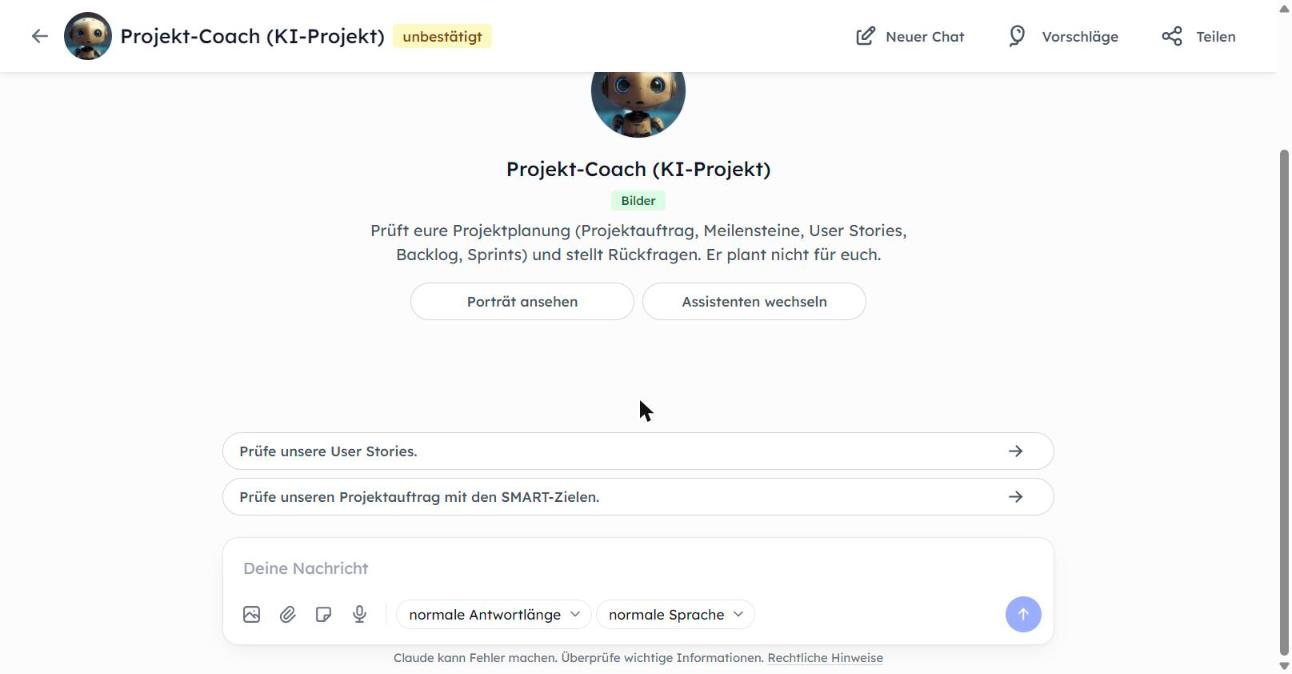 Projekt-Coach (KI-Projekt) unbestätigt Neuer Chat Vorschläge Teilen
Projekt-Coach (KI-Projekt)
Bilder
Prüft eure Projektplanung (Projektauftrag, Meilensteine, User Stories,
Backlog, Sprints) und stellt Rückfragen. Er plant nicht für euch.
Porträt ansehen Assistenten wechseln
Prüfe unsere User Stories.
Prüfe unseren Projektauftrag mit den SMART-Zielen.
Deine Nachricht
normale Antwortlänge normale Sprache
Claude kann Fehler machen. Überprüfe wichtige Informationen. Rechtliche Hinweise